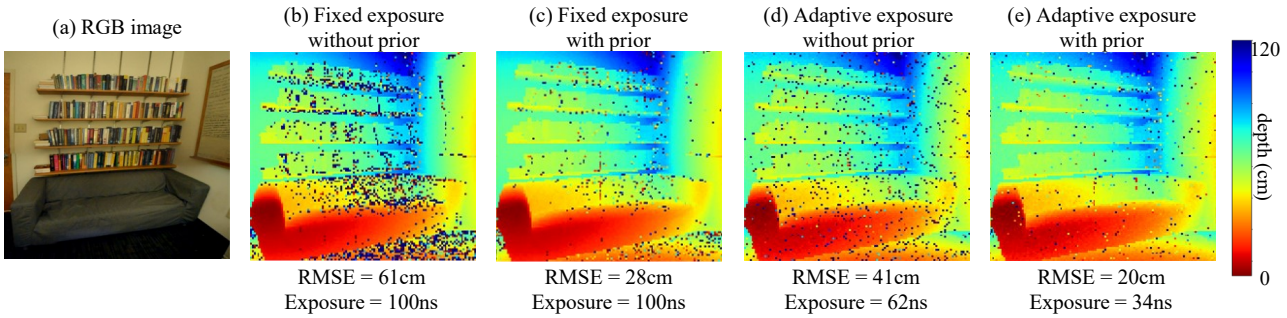 (a) RGB image
(b) Fixed exposure
without prior
(c) Fixed exposure
with prior
(d) Adaptive exposure
without prior
(e) Adaptive exposure
with prior
RMSE = 61cm
Exposure = 100ns
RMSE = 28cm
Exposure = 100ns
RMSE = 41cm
Exposure = 62ns
RMSE = 20cm
Exposure = 34ns
120
depth (cm)
0